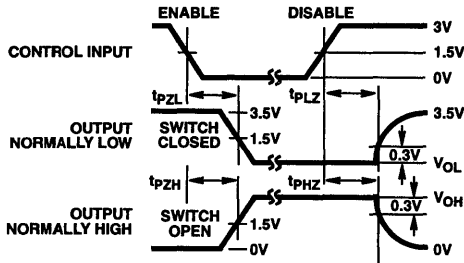 ENABLE DISABLE
3V
CONTROL INPUT 1.5V
0V
tPZL tPLZ
3.5V 3.5V
OUTPUT NORMALLY LOW
SWITCH CLOSED
1.5V
0.3V
VOL
tPZH tPHZ
VOH
0.3V
OUTPUT NORMALLY HIGH
SWITCH OPEN
1.5V
0V